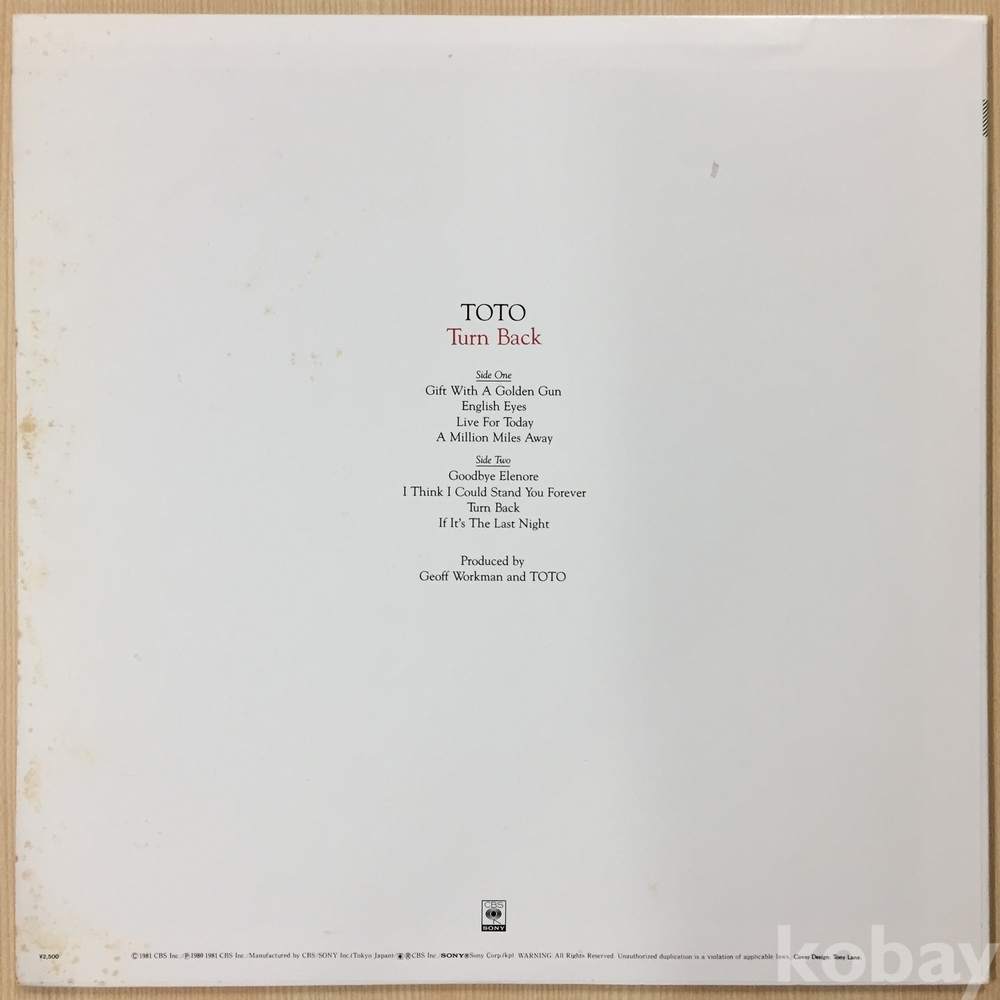 TOTO
Turn Back
Side One
Gift With A Golden Gun
English Eyes
Live For Today
A Million Miles Away
Side Two
Goodbye Elenore
I Think I Could Stand You Forever
Turn Back
If It's The Last Night
Produced by
Geoff Workman and TOTO
CBS
SONY
¥2,500
Ⓒ1981 CBS Inc./Ⓟ1980 1981 CBS Inc./Manufactured by CBS/SONY Inc.(Tokyo Japan)/ ®CBS Inc./SONY®Sony Corp.(kp) WARNING: All Rights Reserved. Unauthorized duplication is a violation of applicable laws. Cover Design: Tony Lane.
kobay